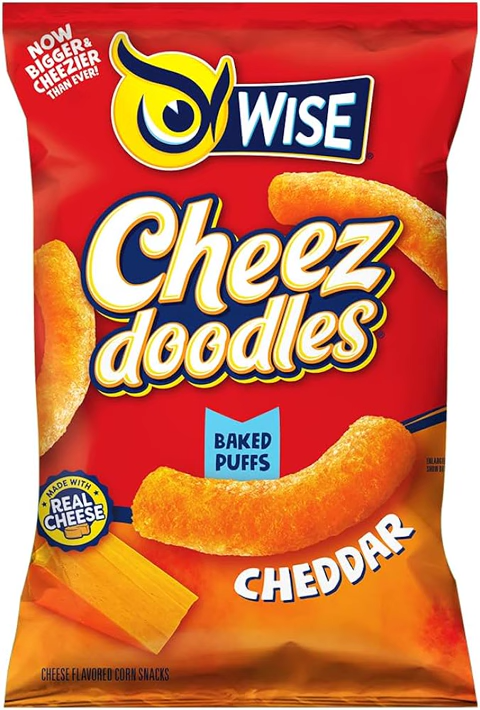 NOW
BIGGER &
CHEEZIER
THAN EVER!
WISE
Cheez
doodles
BAKED
PUFFS
MADE WITH
REAL
CHEESE
CHEDDAR
CHEESE FLAVORED CORN SNACKS